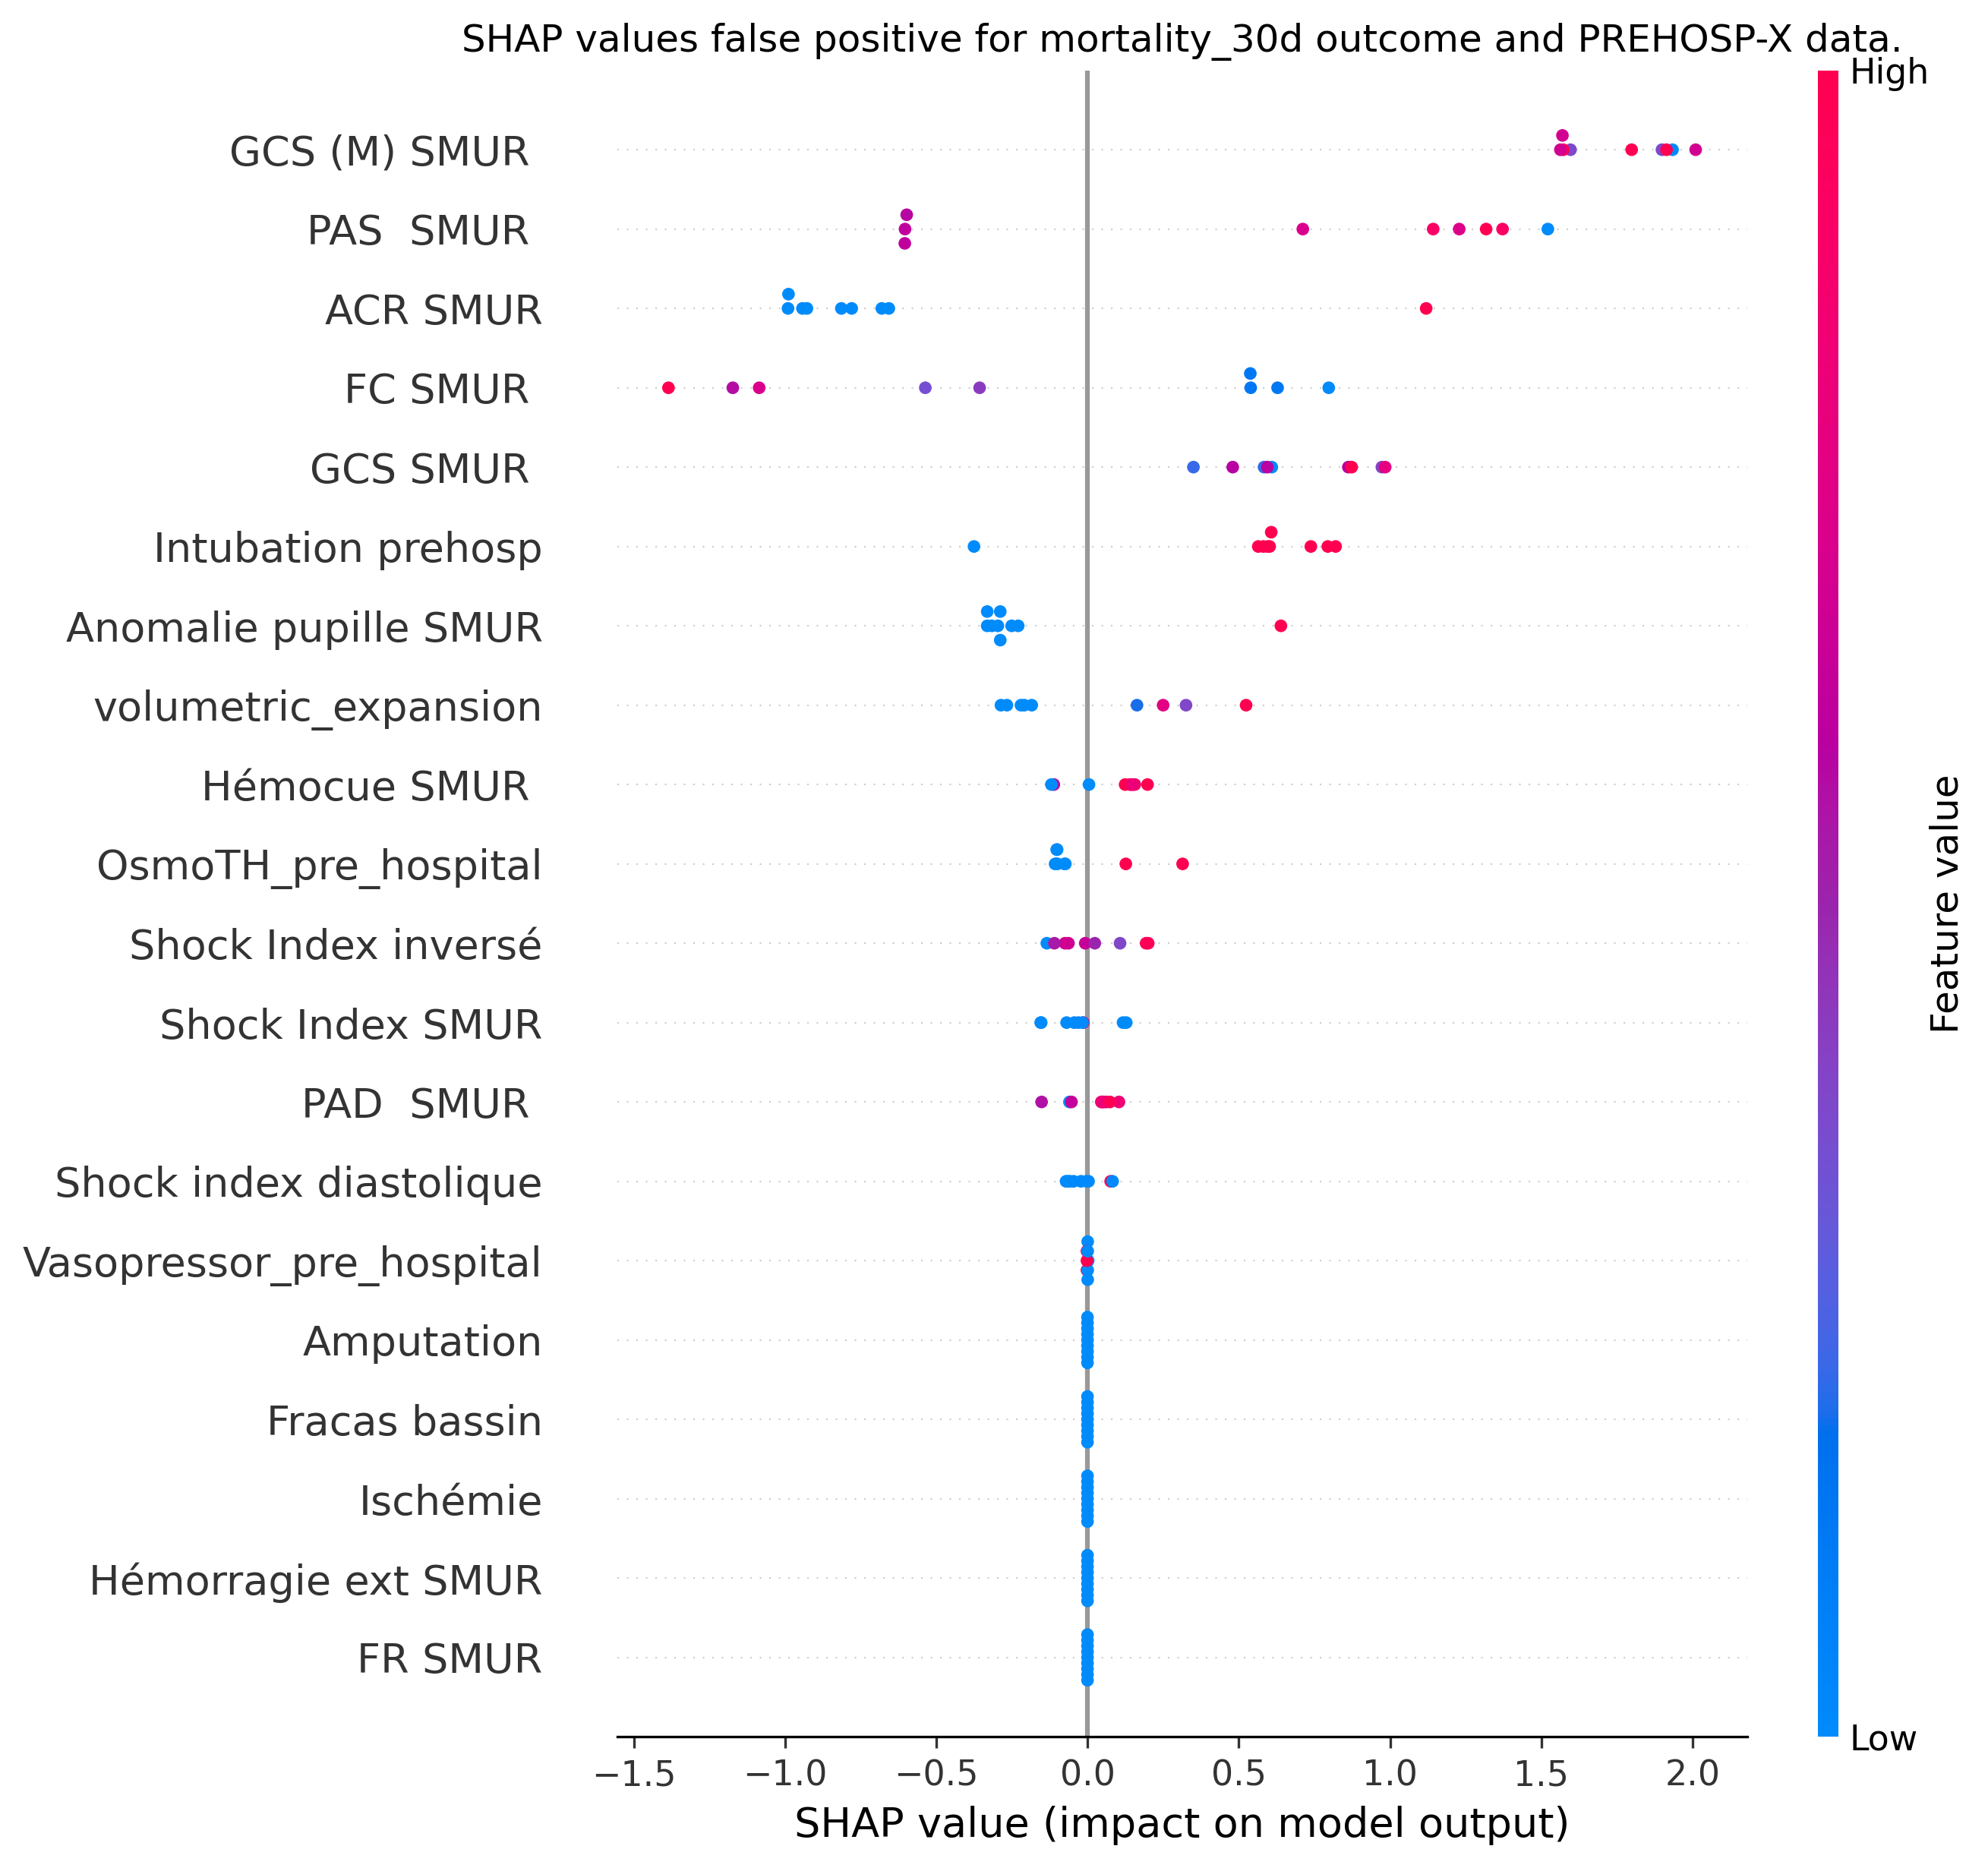 SHAP values false positive for mortality_30d outcome and PREHOSP-X data.
High
GCS (M) SMUR
PAS  SMUR
ACR SMUR
FC SMUR
GCS SMUR
Intubation prehosp
Anomalie pupille SMUR
volumetric_expansion
Hémocue SMUR
OsmoTH_pre_hospital
Shock Index inversé
Shock Index SMUR
PAD  SMUR
Shock index diastolique
Vasopressor_pre_hospital
Amputation
Fracas bassin
Ischémie
Hémorragie ext SMUR
FR SMUR
Feature value
Low
−1.5 −1.0 −0.5 0.0 0.5 1.0 1.5 2.0
SHAP value (impact on model output)